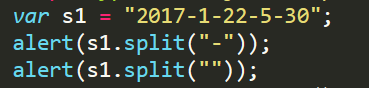 var s1 = "2017-1-22-5-30";
alert(s1.split("-"));
alert(s1.split(""));